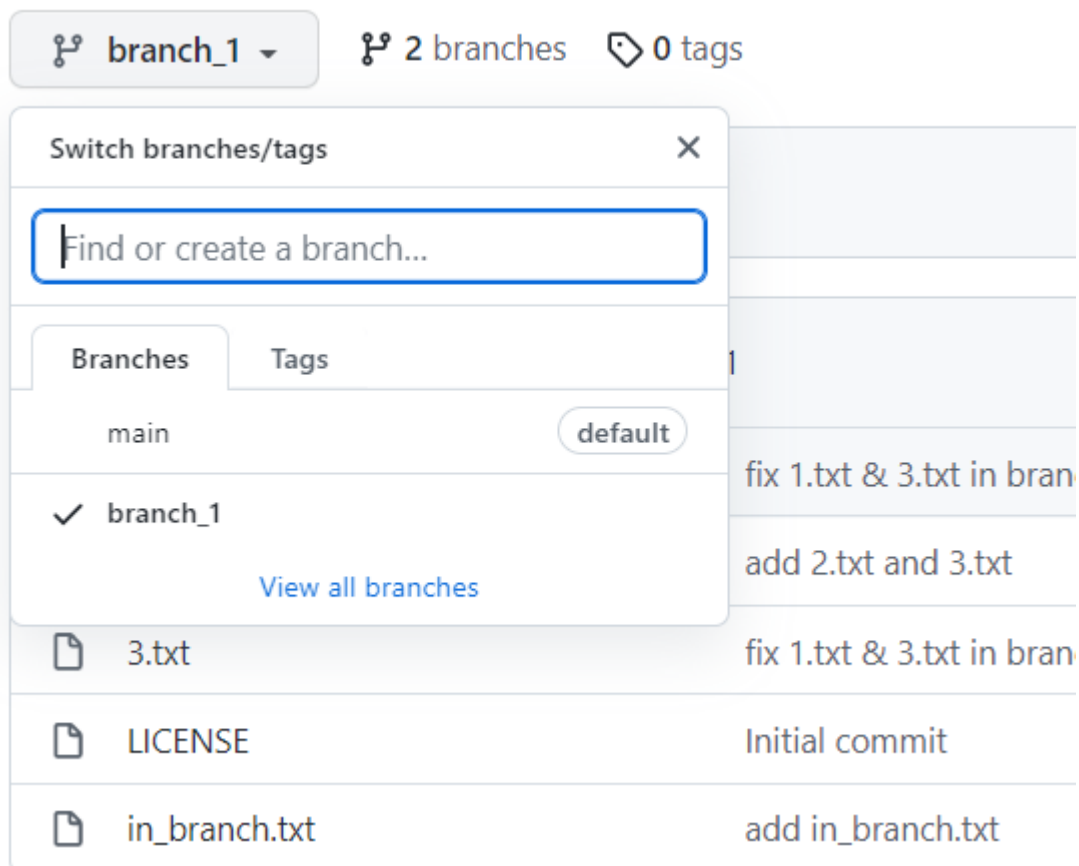 branch_1 2 branches 0 tags
Switch branches/tags
Find or create a branch...
Branches Tags
main default
branch_1
View all branches
1
fix 1.txt & 3.txt in bran
add 2.txt and 3.txt
3.txt fix 1.txt & 3.txt in bran
LICENSE Initial commit
in_branch.txt add in_branch.txt